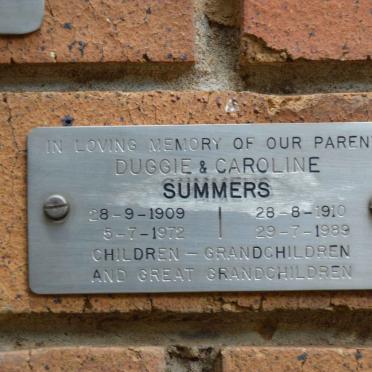 IN LOVING MEMORY OF OUR PAREN
DUGGIE & CAROLINE
SUMMERS
28-9-1909 | 28-8-1910
5-7-1972 | 29-7-1989
CHILDREN – GRANDCHILDREN
AND GREAT GRANDCHILDREN